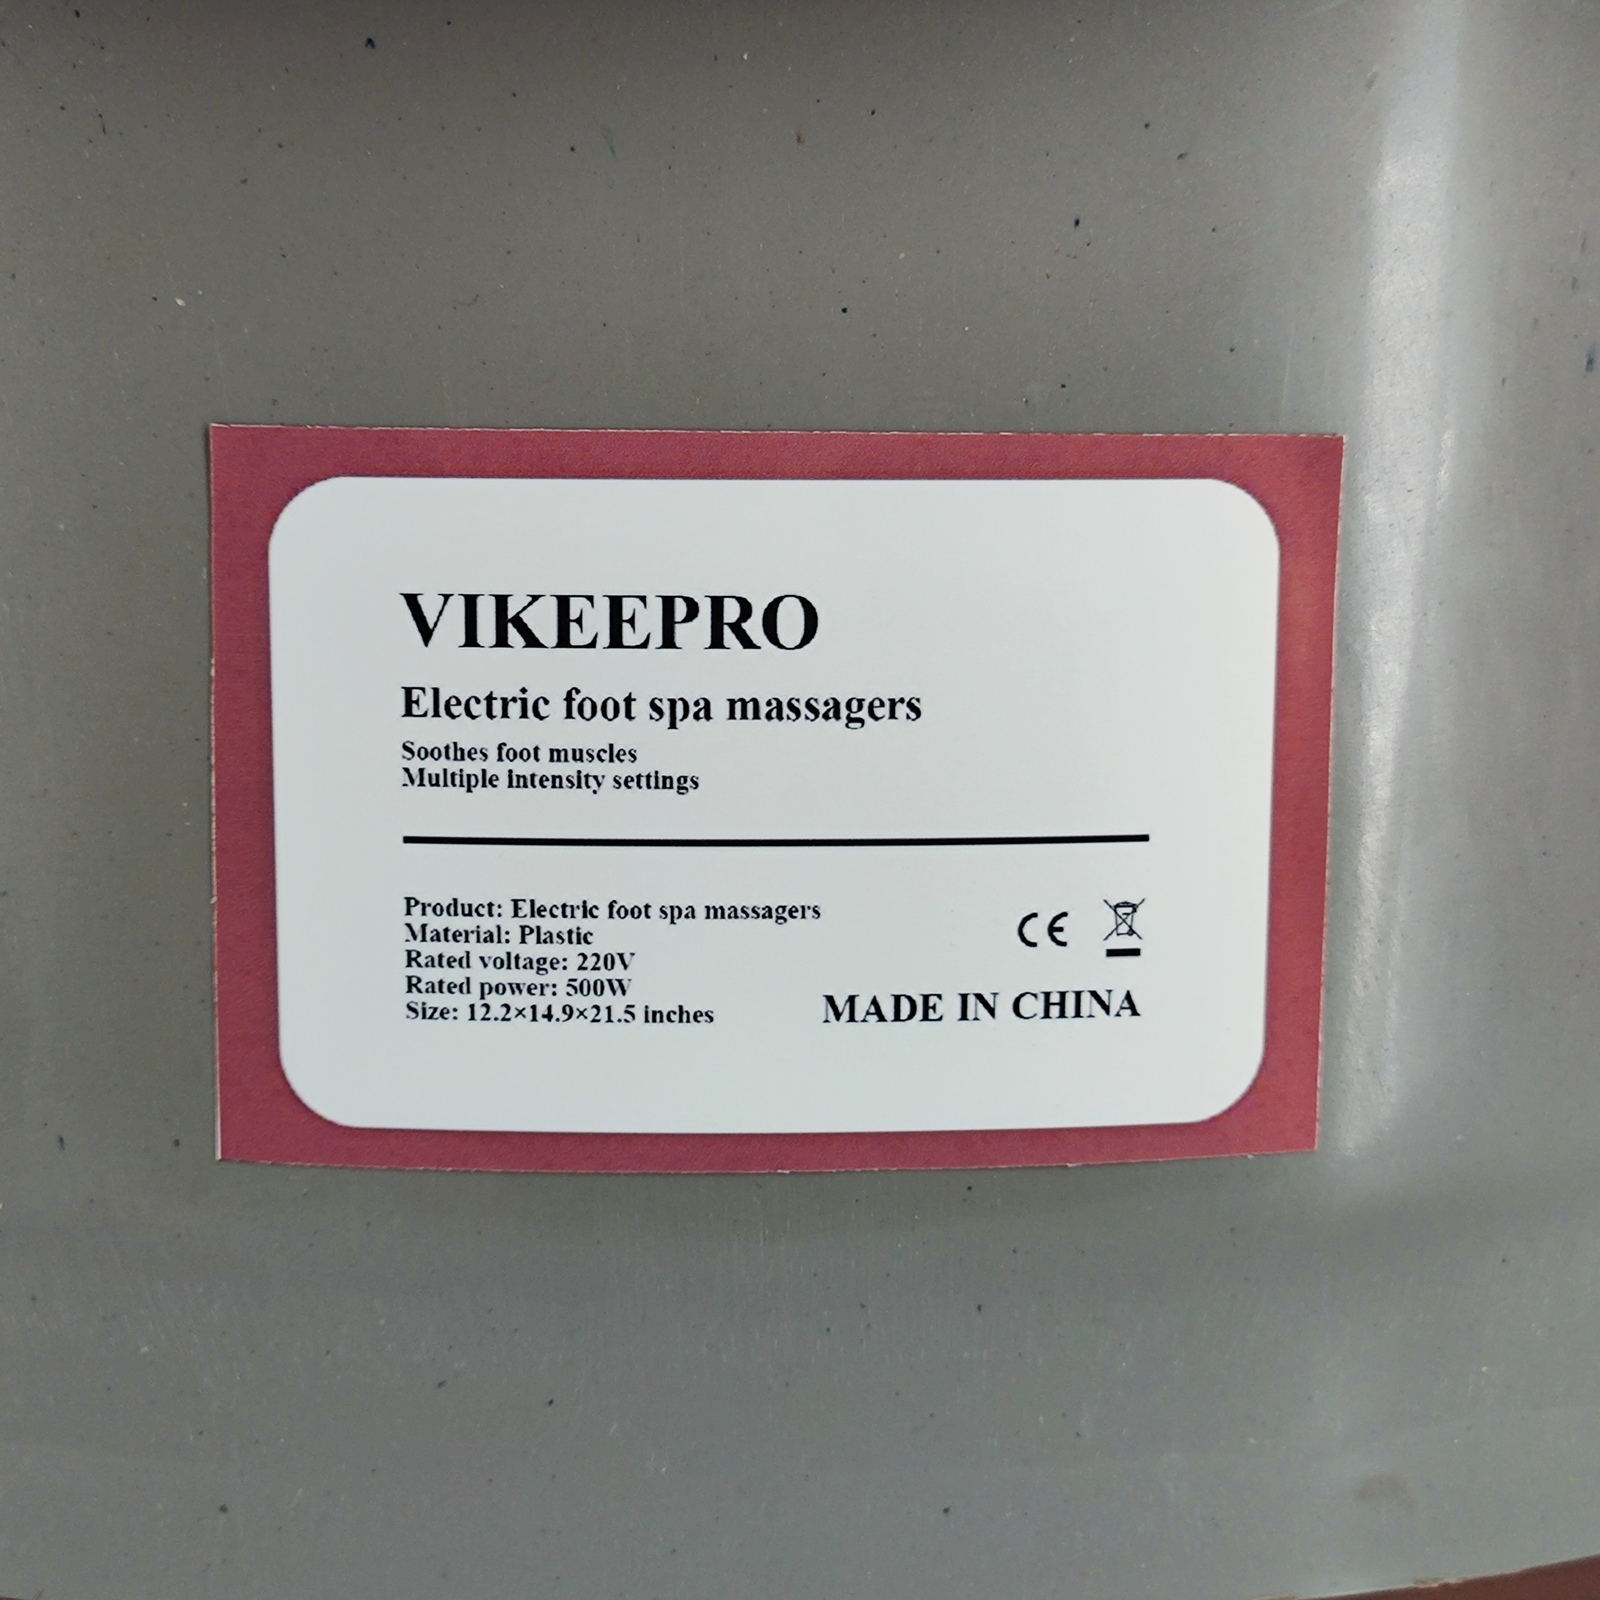 VIKEEPRO
Electric foot spa massagers
Soothes foot muscles
Multiple intensity settings
Product: Electric foot spa massagers
Material: Plastic
Rated voltage: 220V
Rated power: 500W
Size: 12.2×14.9×21.5 inches
CE
MADE IN CHINA